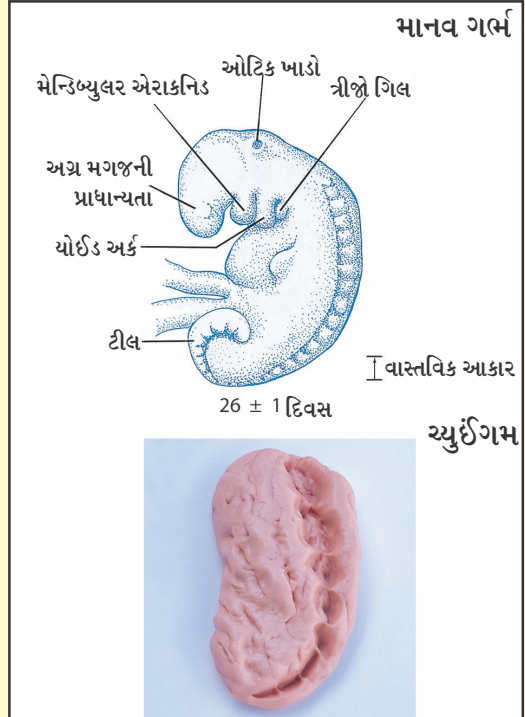 માનવ ગર્ભ
ઓટિક ખાડો
મેન્ડિબ્યુલર એરાકનિડ
ત્રીજો ગિલ
અગ્ર મગજની
પ્રાધાન્યતા
યોઈડ અર્ક
ટીલ
વાસ્તવિક આકાર
26 ± 1 દિવસ
ચ્યુઈંગમ